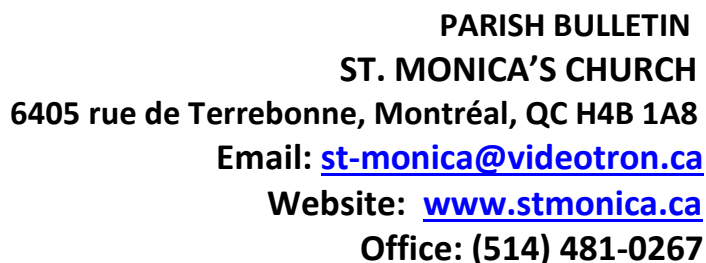 PARISH BULLETIN
ST. MONICA’S CHURCH
6405 rue de Terrebonne, Montréal, QC H4B 1A8
Email: st-monica@videotron.ca
Website: www.stmonica.ca
Office: (514) 481-0267